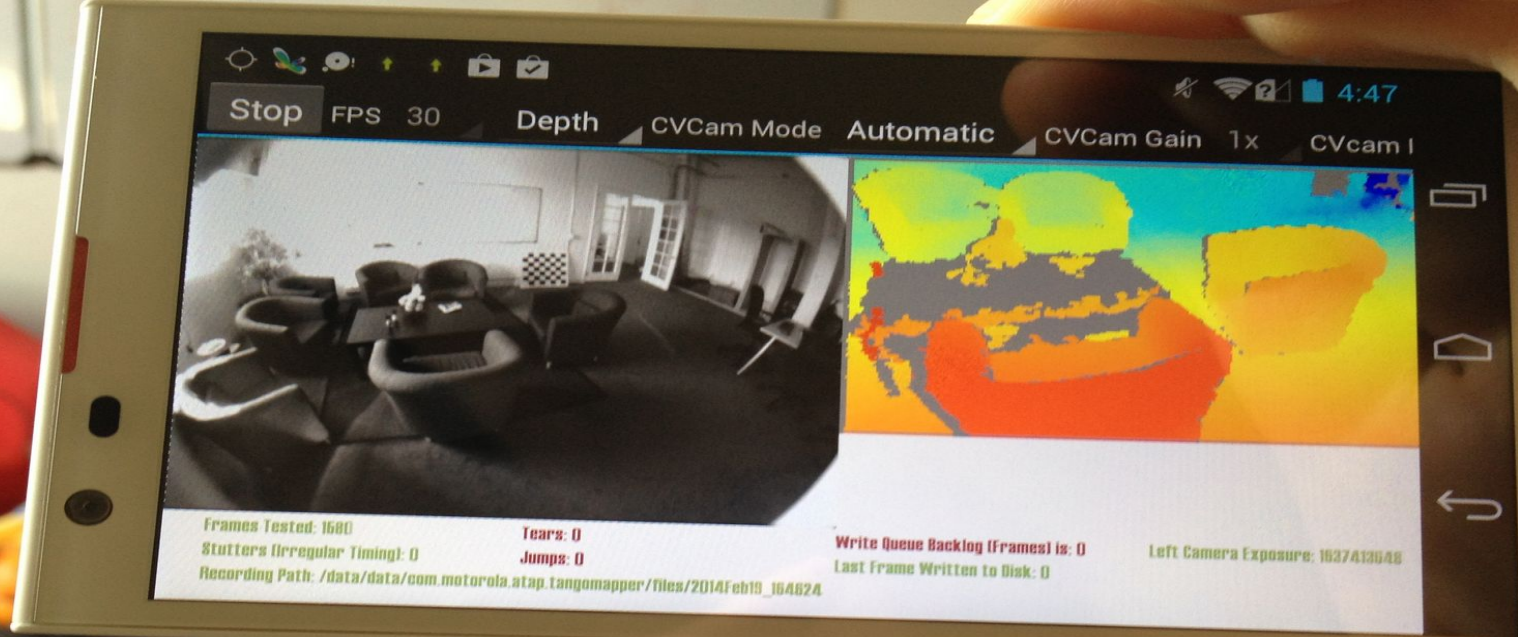 4:47
Stop FPS 30 Depth CVCam Mode Automatic CVCam Gain 1x CVcam I
Frames Tested: 1680
Tears: 0
Stutters (Irregular Timing): 0
Jumps: 0
Recording Path: /data/data/com.motorola.atap.tangomapper/files/2014Feb19_164624
Write Queue Backlog (Frames) is: 0
Last Frame Written to Disk: 0
Left Camera Exposure: 1637413648